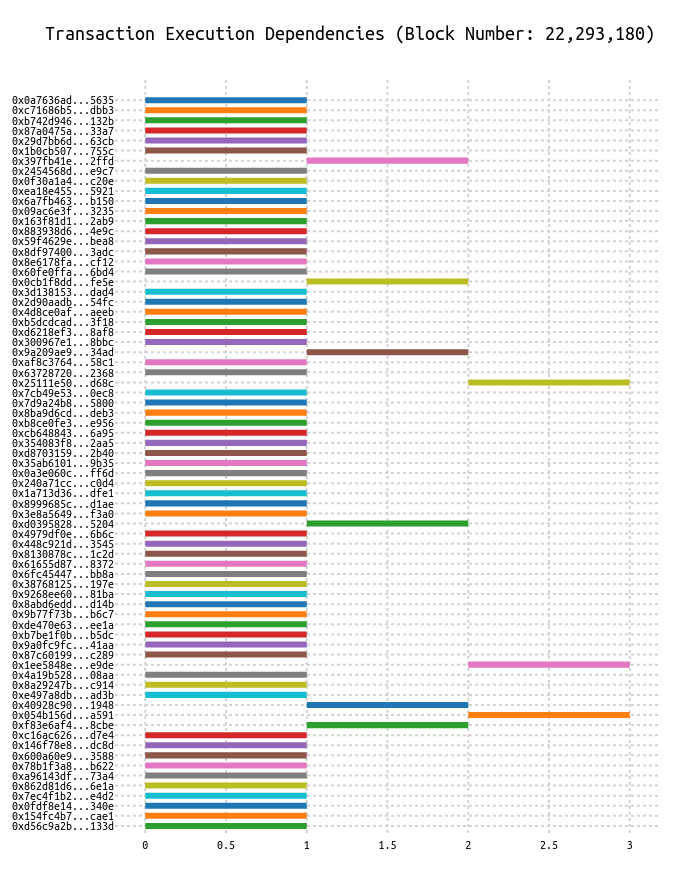 Transaction Execution Dependencies (Block Number: 22,293,180)
0x0a7636ad...5635
0xc71686b5...dbb3
0xb742d946...132b
0x87a0475a...33a7
0x29d7bb6d...63cb
0x1b0cb507...755c
0x397fb41e...2ffd
0x2454568d...e9c7
0x0f30a1a4...c20e
0xea18e455...5921
0x6a7fb463...b150
0x09ac6e3f...3235
0x163f81d1...2ab9
0x883938d6...4e9c
0x59f4629e...bea8
0x8df97400...3adc
0x8e6178fa...cf12
0x60fe0ffa...6bd4
0x0cb1f8dd...fe5e
0x3d138153...dad4
0x2d90aadb...54fc
0x4d8ce0af...aeeb
0xb5dcdcad...3f18
0xd6218ef3...8af8
0x300967e1...8bbc
0x9a209ae9...34ad
0xaf8c3764...58c1
0x63728720...2368
0x25111e50...d68c
0x7cb49e53...0ec8
0x7d9a24b8...5800
0x8ba9d6cd...deb3
0xb8ce0fe3...e956
0xcb648843...6a95
0x354083f8...2aa5
0xd8703159...2b40
0x35ab6101...9b35
0x0a3e060c...ff6d
0x240a71cc...c0d4
0x1a713d36...dfe1
0x8999685c...d1ae
0x3e8a5649...f3a0
0xd0395828...5204
0x4979df0e...6b6c
0x448c921d...3545
0x8130878c...1c2d
0x61655d87...8372
0x6fc45447...bb8a
0x38768125...197e
0x9268ee60...81ba
0x8abd6edd...d14b
0x9b77f73b...b6c7
0xde470e63...ee1a
0xb7be1f0b...b5dc
0x9a0fc9fc...41aa
0x87c60199...c289
0x1ee5848e...e9de
0x4a19b528...08aa
0x8a29247b...c914
0xe497a8db...ad3b
0x40928c90...1948
0x054b156d...a591
0xf83e6af4...8cbe
0xc16ac626...d7e4
0x146f78e8...dc8d
0x600a60e9...3588
0x78b1f3a8...b622
0xa96143df...73a4
0x862d81d6...6e1a
0x7ec4f1b2...e4d2
0x0fdf8e14...340e
0x154fc4b7...cae1
0xd56c9a2b...133d
0 0.5 1 1.5 2 2.5 3